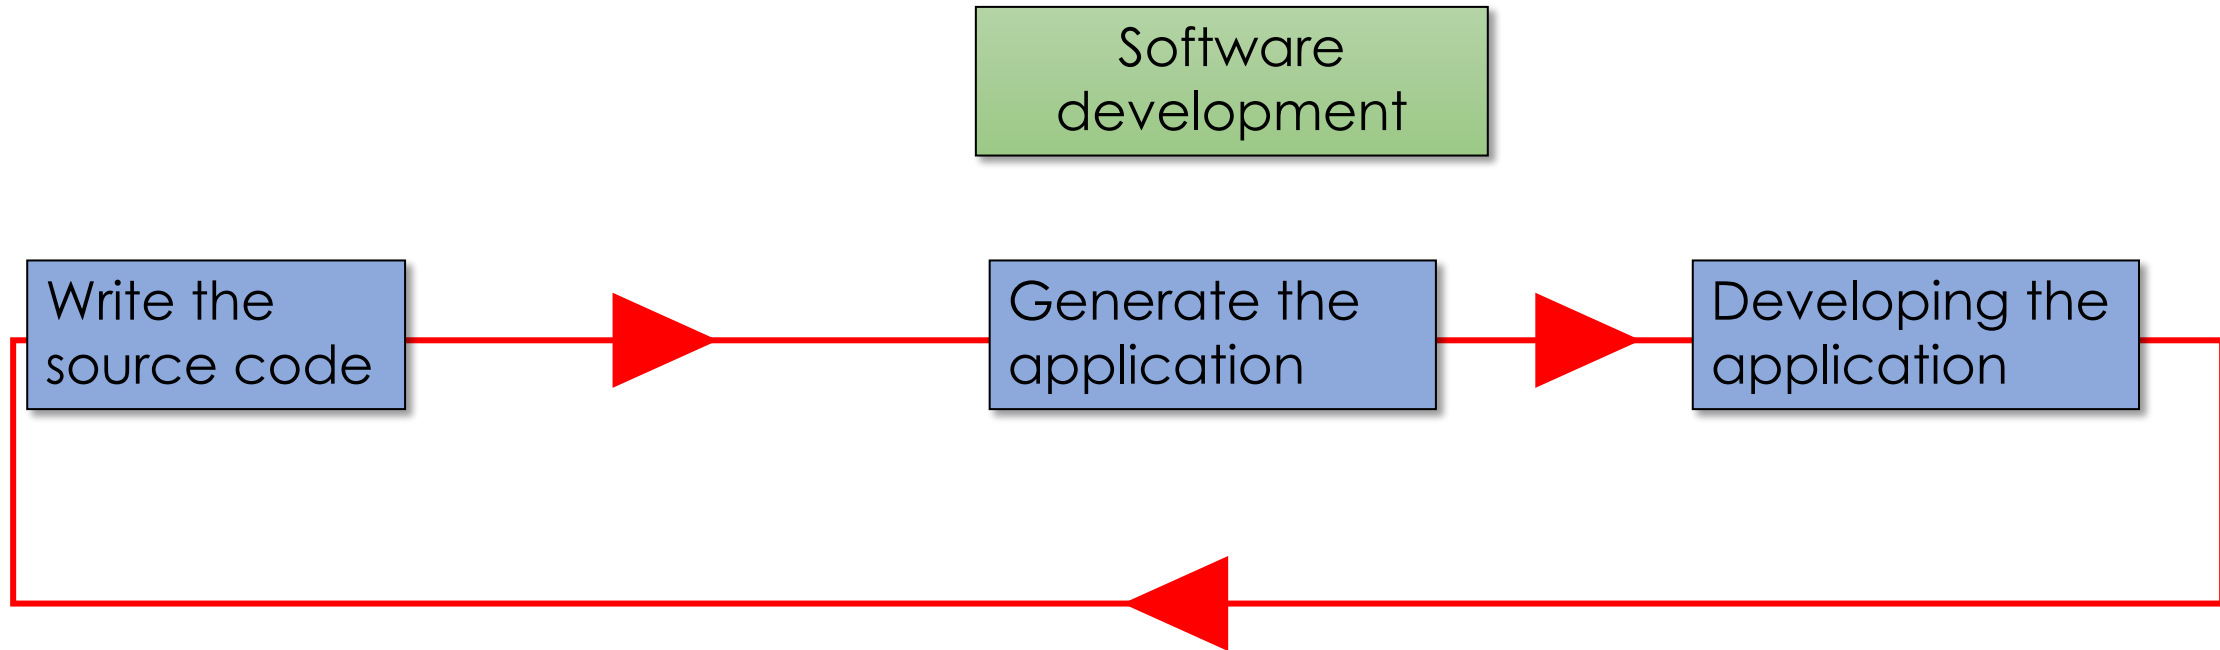 Software
development
Write the
source code
Generate the
application
Developing the
application